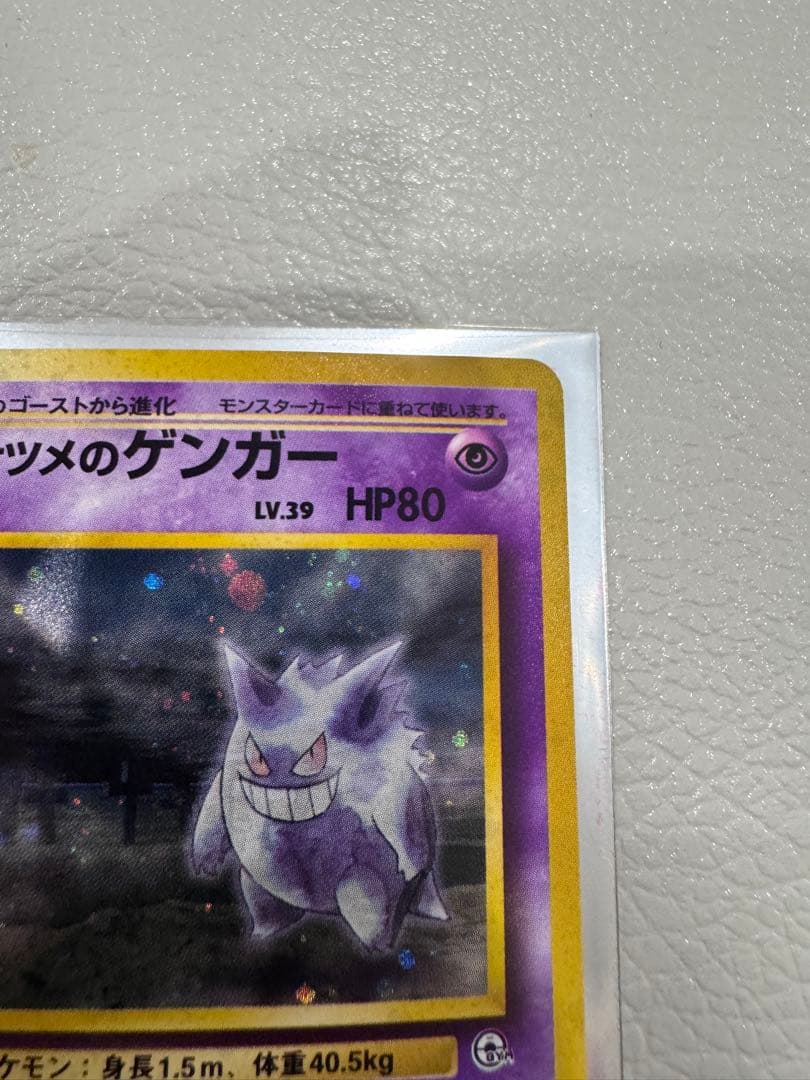 ゴーストから進化 モンスターカードに重ねて使います。
ツメのゲンガー
LV.39 HP80
ケモン：身長1.5m、体重40.5kg
GYM